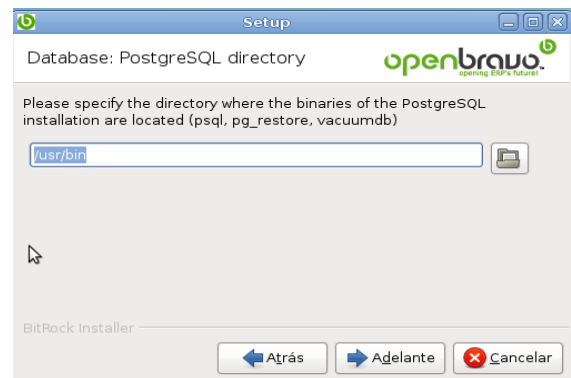 Setup
Database: PostgreSQL directory
openbravo.
opening ERP's future!
Please specify the directory where the binaries of the PostgreSQL
installation are located (psql, pg_restore, vacuumdb)
/usr/bin
BitRock Installer
Atrás Adelante Cancelar